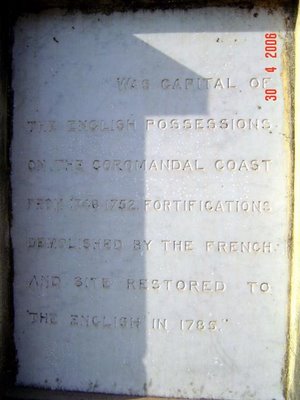 WAS CAPITAL OF
THE ENGLISH POSSESSIONS
ON THE COROMANDAL COAST
FROM 1746-1752. FORTIFICATIONS
DEMOLISHED BY THE FRENCH
AND SITE RESTORED TO
THE ENGLISH IN 1785."
30 4 2006